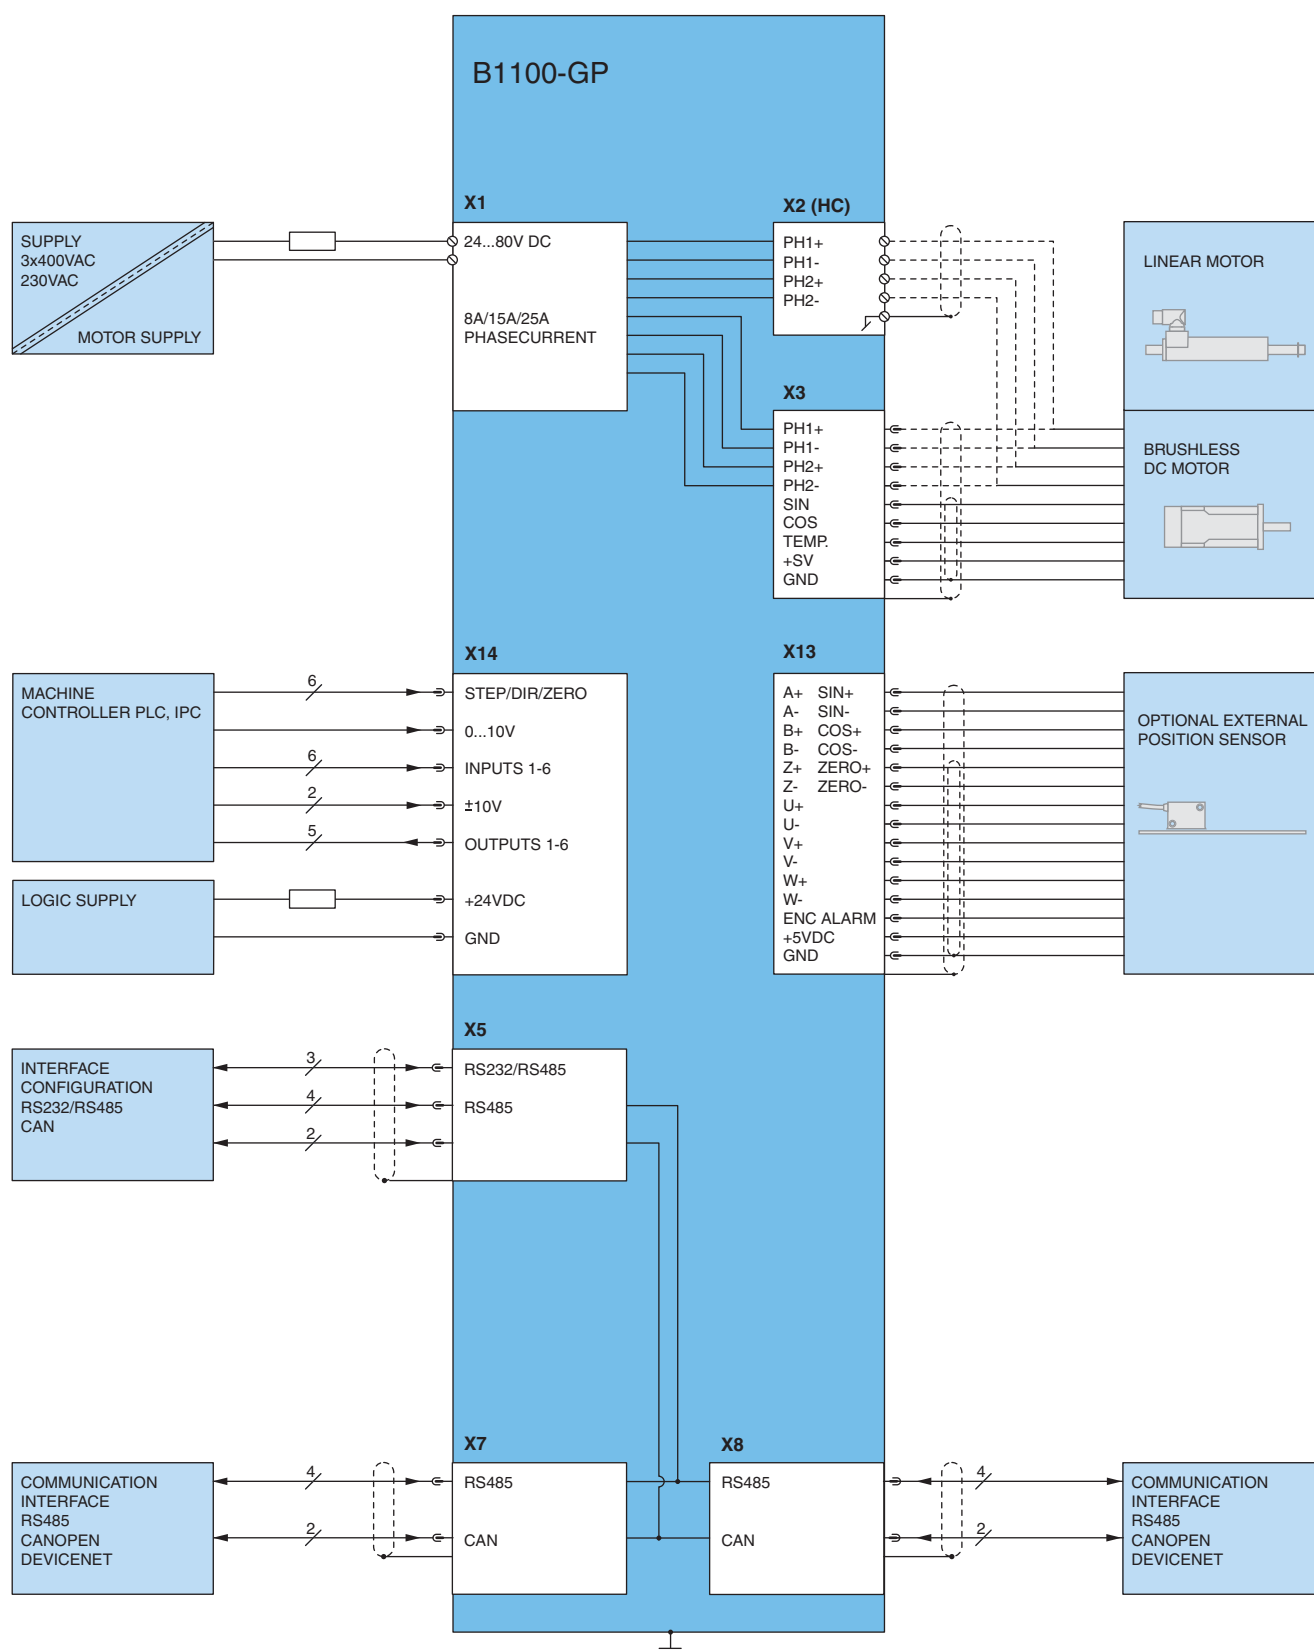 B1100-GP
X1
X2 (HC)
SUPPLY
3x400VAC
230VAC
MOTOR SUPPLY
24...80V DC
8A/15A/25A
PHASECURRENT
PH1+
PH1-
PH2+
PH2-
LINEAR MOTOR
X3
PH1+
PH1-
PH2+
PH2-
SIN
COS
TEMP.
+SV
GND
BRUSHLESS
DC MOTOR
X14
X13
MACHINE
CONTROLLER PLC, IPC
6
STEP/DIR/ZERO
0...10V
6
INPUTS 1-6
2
±10V
5
OUTPUTS 1-6
LOGIC SUPPLY
+24VDC
GND
A+ SIN+
A- SIN-
B+ COS+
B- COS-
Z+ ZERO+
Z- ZERO-
U+
U-
V+
V-
W+
W-
ENC ALARM
+5VDC
GND
OPTIONAL EXTERNAL
POSITION SENSOR
X5
INTERFACE
CONFIGURATION
RS232/RS485
CAN
3
RS232/RS485
4
RS485
2
X7
X8
COMMUNICATION
INTERFACE
RS485
CANOPEN
DEVICENET
4
RS485
2
CAN
RS485
CAN
4
2
COMMUNICATION
INTERFACE
RS485
CANOPEN
DEVICENET